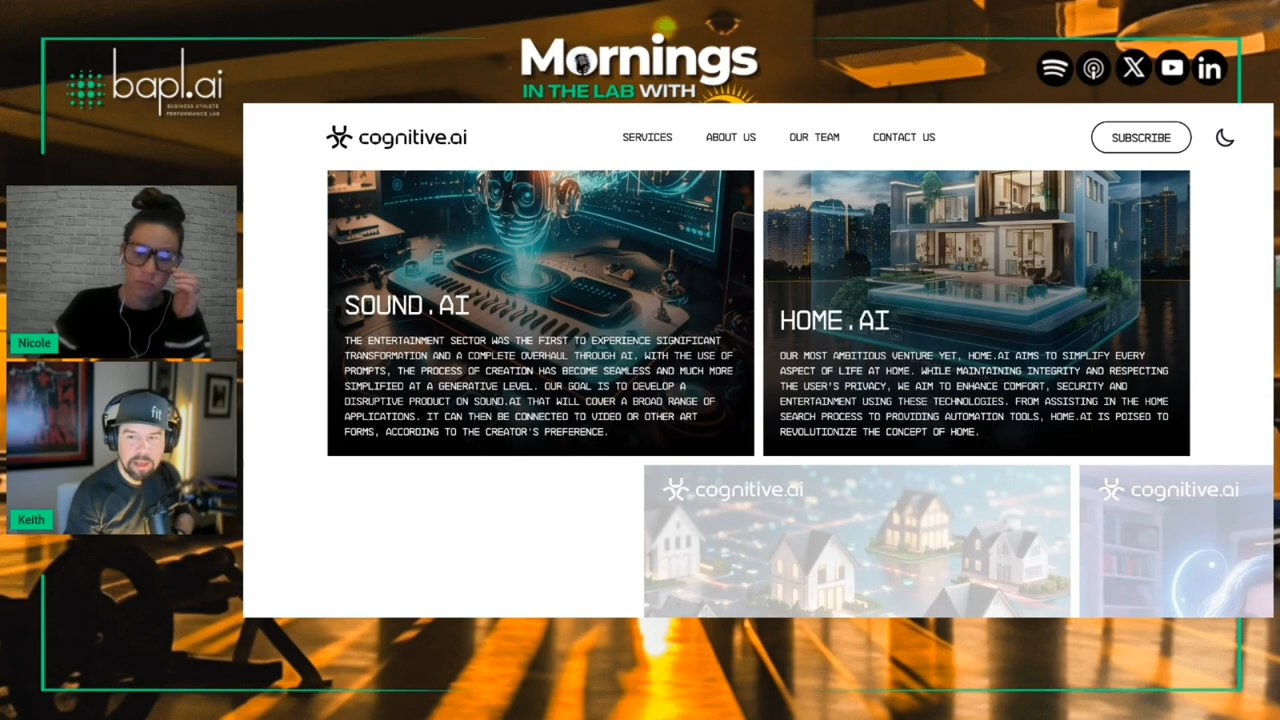 bapl.ai
BUSINESS ATHLETE
PERFORMANCE LAB
Mornings
IN THE LAB WITH
in
cognitive.ai
SERVICES
ABOUT US
OUR TEAM
CONTACT US
SUBSCRIBE
Nicole
fit
Keith
SOUND.AI
THE ENTERTAINMENT SECTOR WAS THE FIRST TO EXPERIENCE SIGNIFICANT
TRANSFORMATION AND A COMPLETE OVERHAUL THROUGH AI. WITH THE USE OF
PROMPTS, THE PROCESS OF CREATION HAS BECOME SEAMLESS AND MUCH MORE
SIMPLIFIED AT A GENERATIVE LEVEL. OUR GOAL IS TO DEVELOP A
DISRUPTIVE PRODUCT ON SOUND.AI THAT WILL COVER A BROAD RANGE OF
APPLICATIONS. IT CAN THEN BE CONNECTED TO VIDEO OR OTHER ART
FORMS, ACCORDING TO THE CREATOR'S PREFERENCE.
HOME.AI
OUR MOST AMBITIOUS VENTURE YET, HOME.AI AIMS TO SIMPLIFY EVERY
ASPECT OF LIFE AT HOME. WHILE MAINTAINING INTEGRITY AND RESPECTING
THE USER'S PRIVACY, WE AIM TO ENHANCE COMFORT, SECURITY AND
ENTERTAINMENT USING THESE TECHNOLOGIES. FROM ASSISTING IN THE HOME
SEARCH PROCESS TO PROVIDING AUTOMATION TOOLS, HOME.AI IS POISED TO
REVOLUTIONIZE THE CONCEPT OF HOME.
cognitive.ai
cognitive.ai